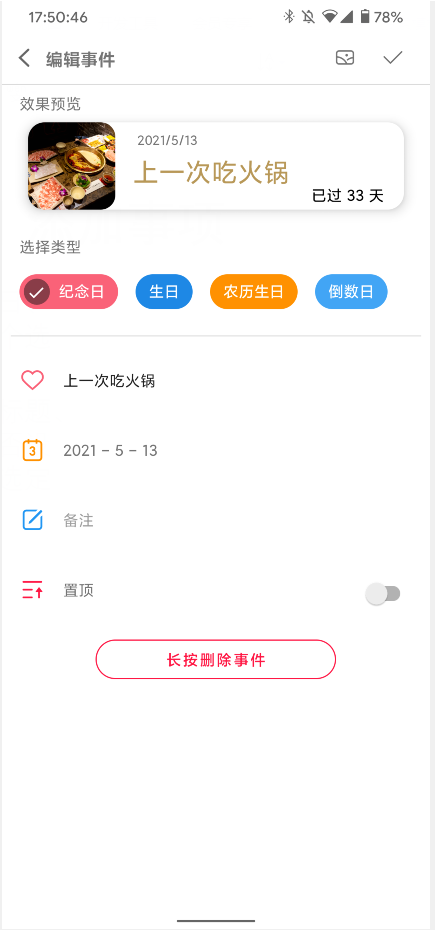 17:50:46 78%
编辑事件
效果预览
2021/5/13
上一次吃火锅
已过 33 天
选择类型
纪念日 生日 农历生日 倒数日
上一次吃火锅
3
2021 - 5 - 13
备注
置顶
长按删除事件